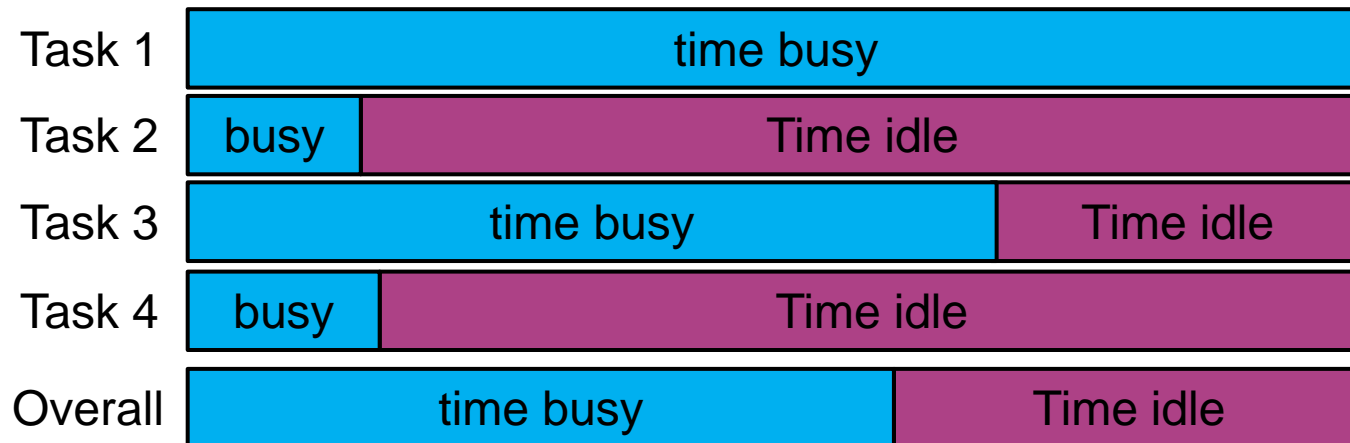 Task 1 time busy
Task 2 busy Time idle
Task 3 time busy Time idle
Task 4 busy Time idle
Overall time busy Time idle